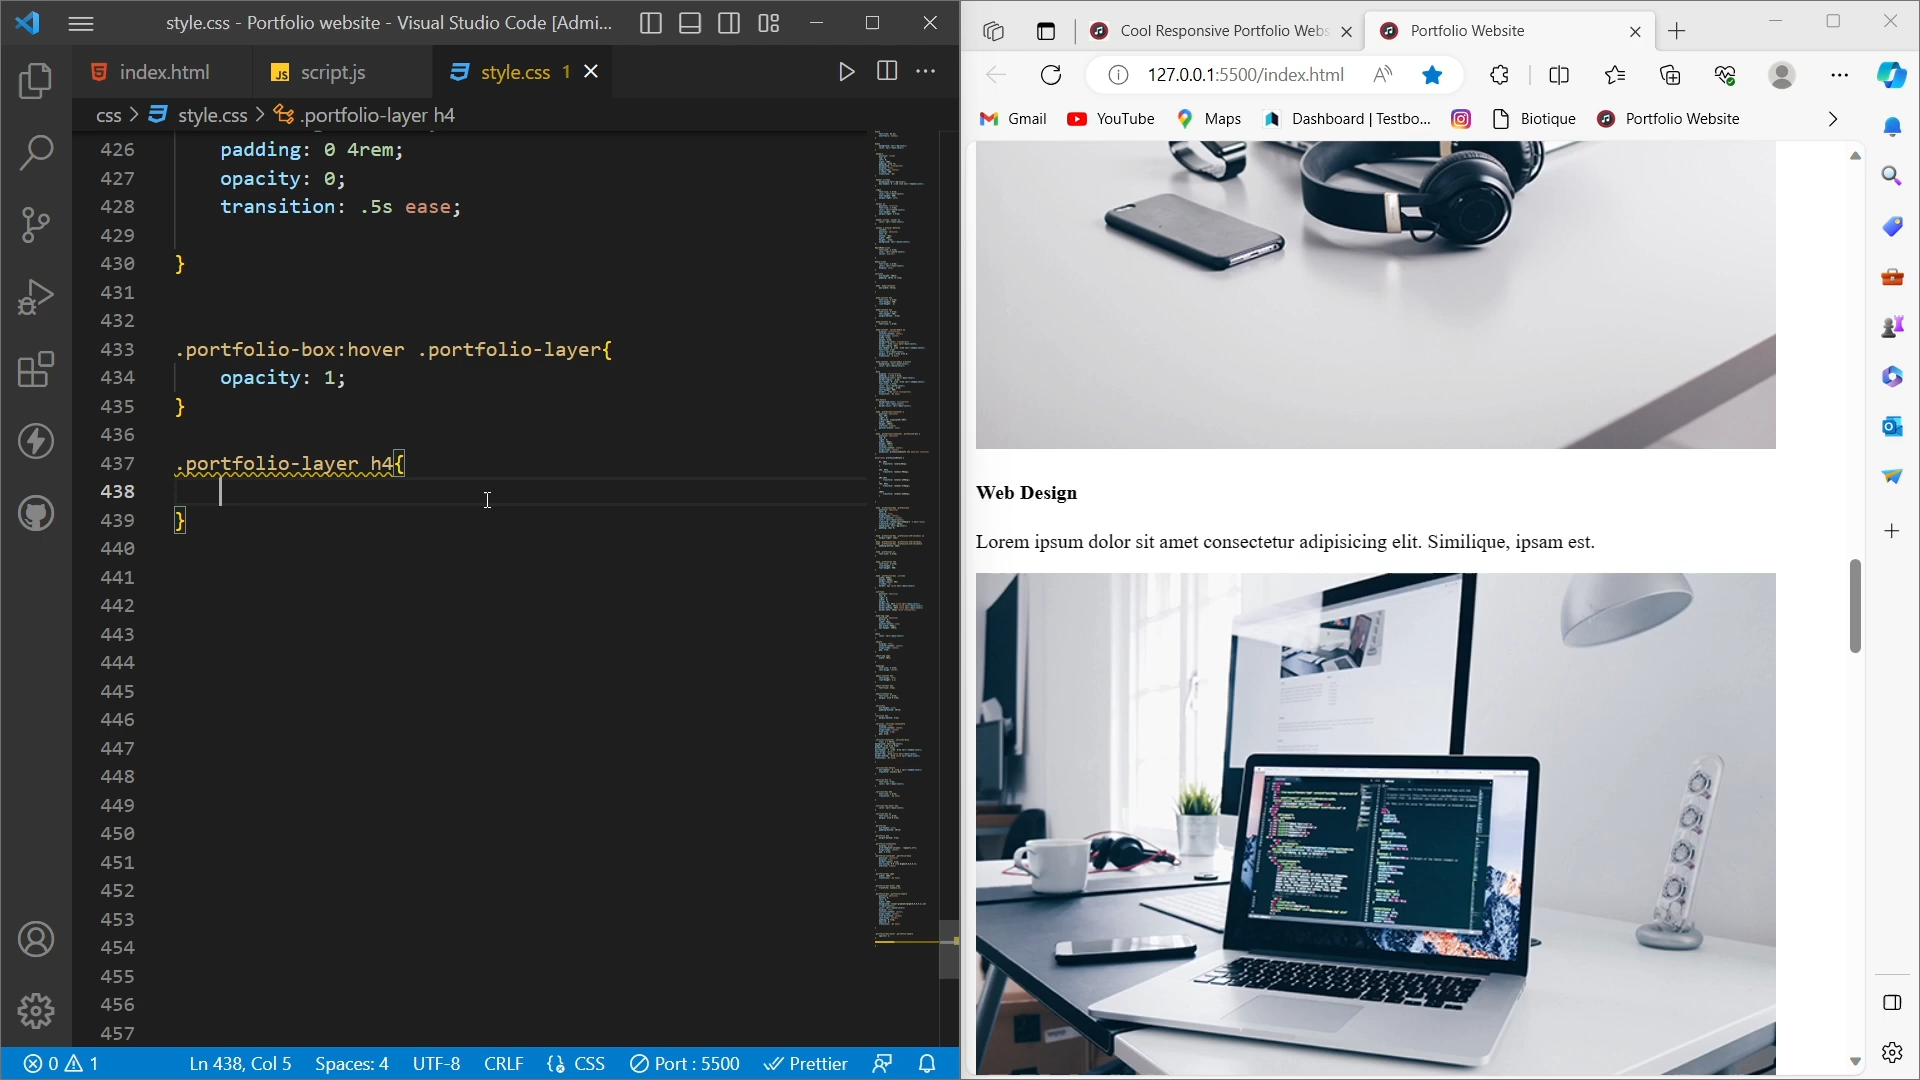 style.css - Portfolio website - Visual Studio Code [Admi...
index.html
JS script.js
style.css 1
css > style.css > .portfolio-layer h4
426 padding: 0 4rem;
427 opacity: 0;
428 transition: .5s ease;
429
430 }
431
432
433 .portfolio-box:hover .portfolio-layer{
434 opacity: 1;
435 }
436
437 .portfolio-layer h4{
438
439 }
440
441
442
443
444
445
446
447
448
449
450
451
452
453
454
455
456
457
0 1 Ln 438, Col 5 Spaces: 4 UTF-8 CRLF CSS Port : 5500 Prettier
Cool Responsive Portfolio Webs
Portfolio Website
127.0.0.1:5500/index.html
Gmail YouTube Maps Dashboard | Testbo... Biotique Portfolio Website
Web Design
Lorem ipsum dolor sit amet consectetur adipisicing elit. Similique, ipsam est.